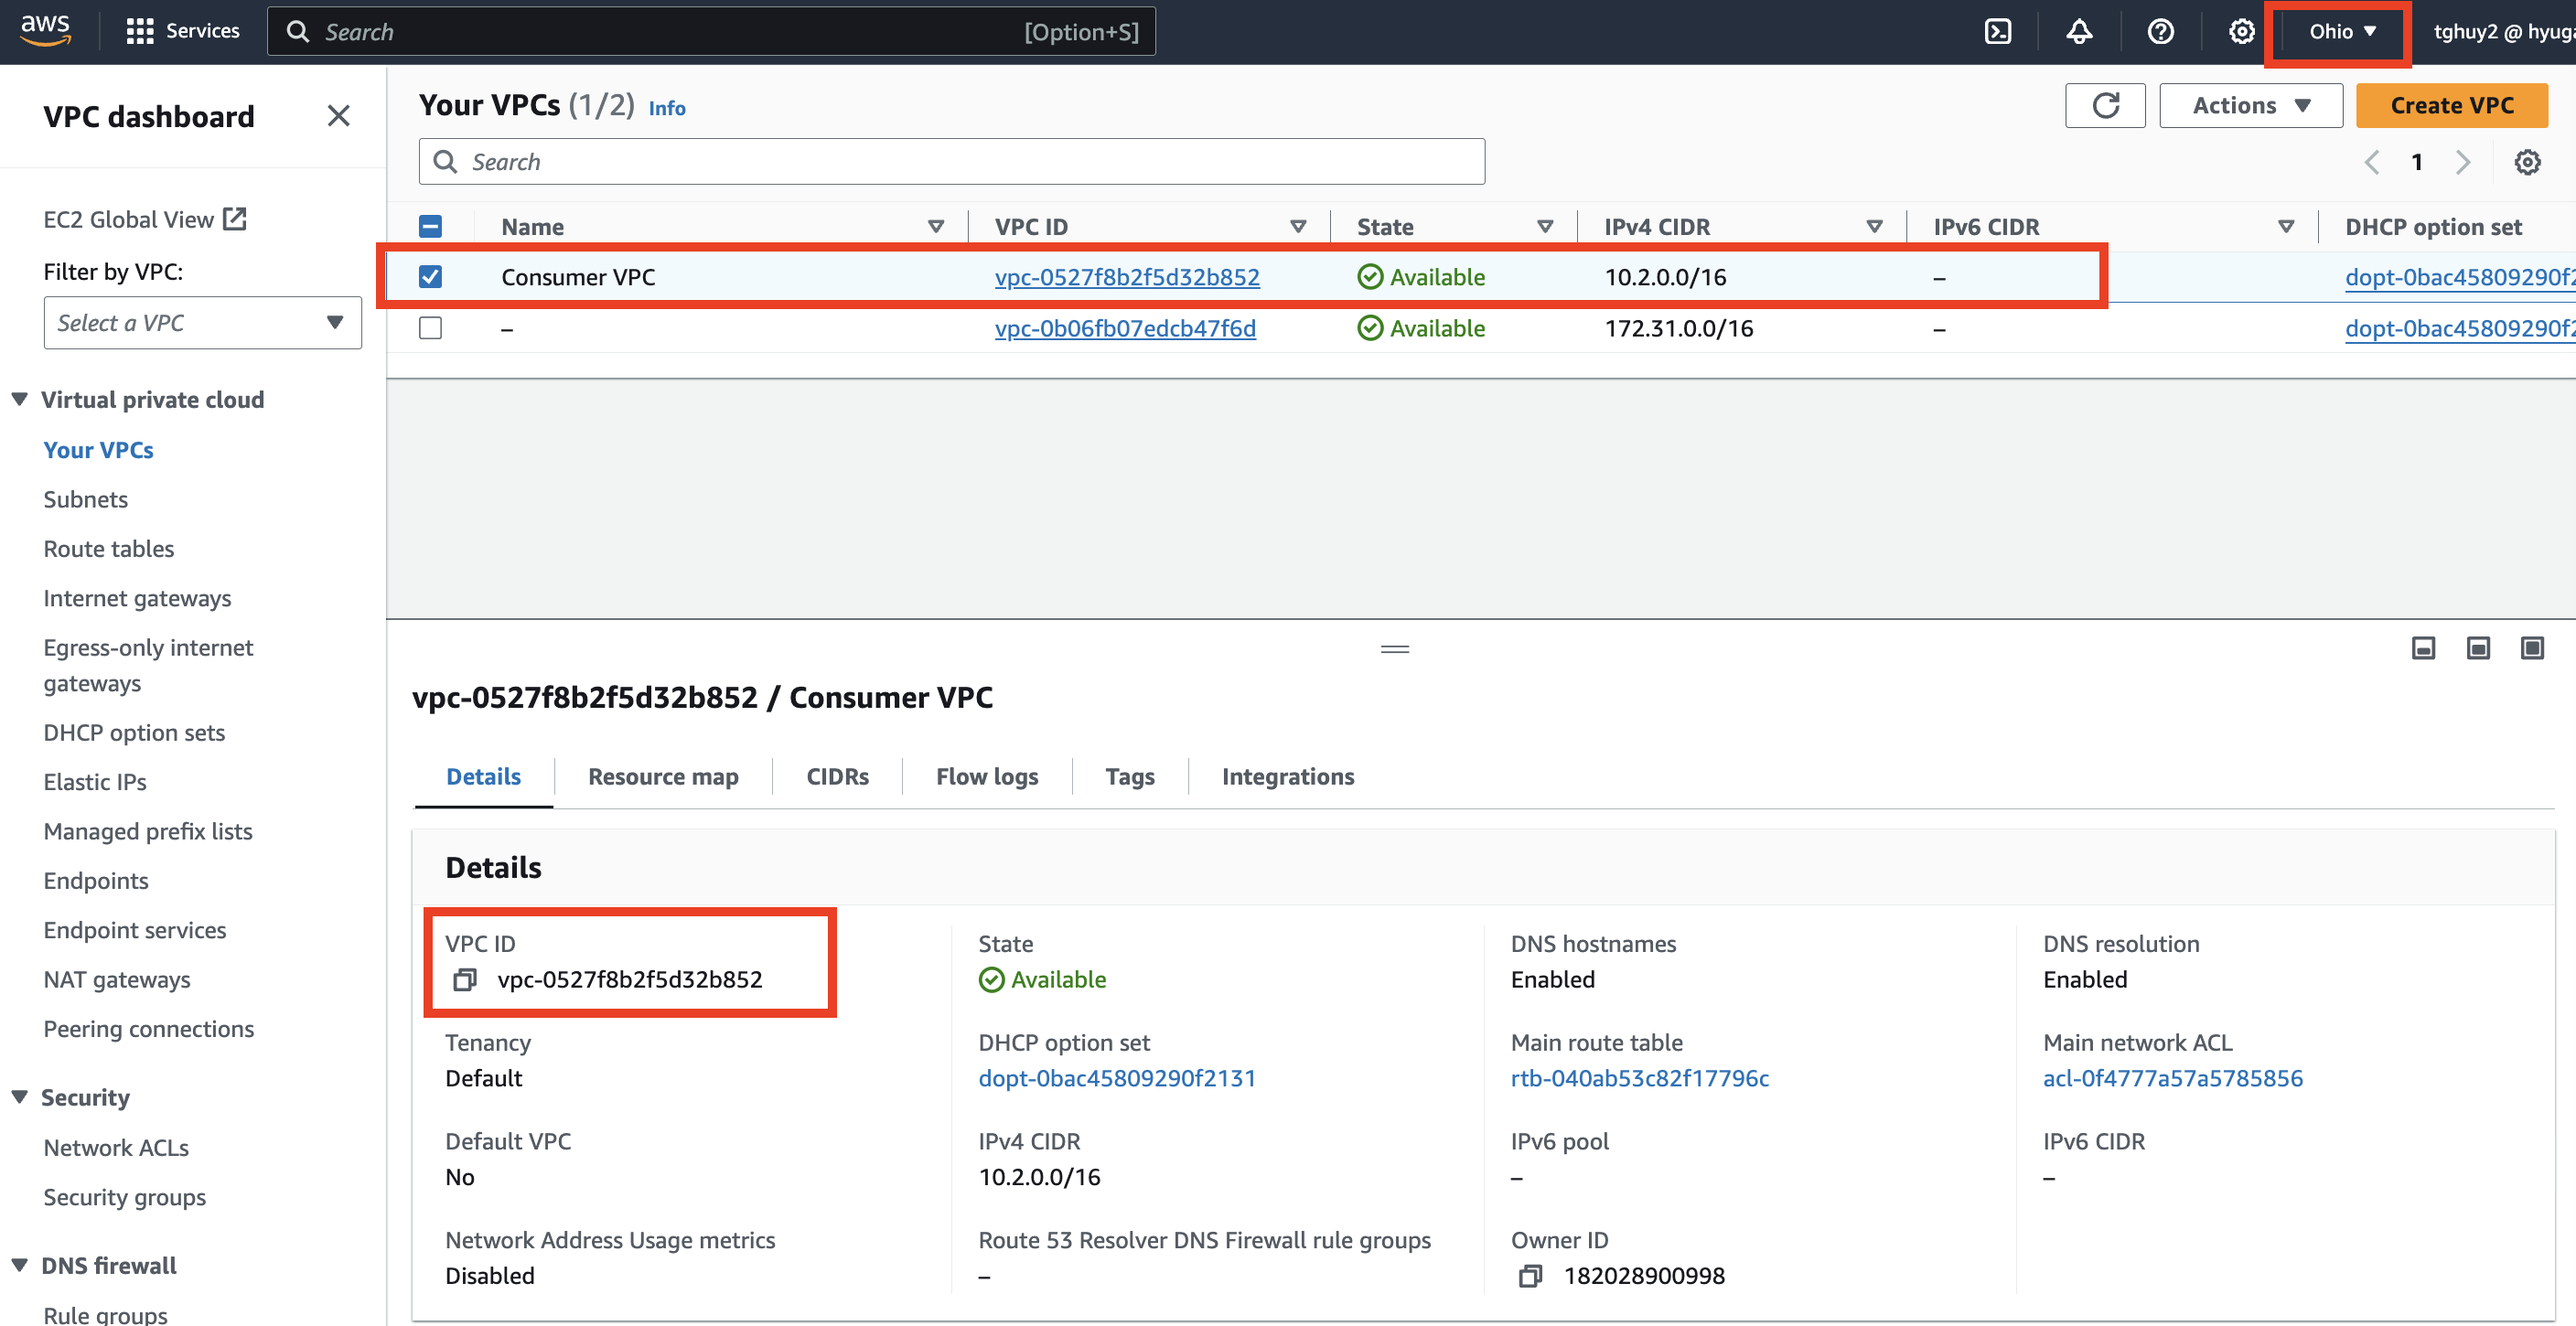 aws
Services
Search
[Option+S]
Ohio
tghuy2 @ hyuga
VPC dashboard
EC2 Global View
Filter by VPC:
Select a VPC
Virtual private cloud
Your VPCs
Subnets
Route tables
Internet gateways
Egress-only internet
gateways
DHCP option sets
Elastic IPs
Managed prefix lists
Endpoints
Endpoint services
NAT gateways
Peering connections
Security
Network ACLs
Security groups
DNS firewall
Rule groups
Your VPCs (1/2) Info
Actions
Create VPC
Search
1
Name VPC ID State IPv4 CIDR IPv6 CIDR DHCP option set
Consumer VPC vpc-0527f8b2f5d32b852 Available 10.2.0.0/16 – dopt-0bac45809290f2
– vpc-0b06fb07edcb47f6d Available 172.31.0.0/16 – dopt-0bac45809290f2
vpc-0527f8b2f5d32b852 / Consumer VPC
Details Resource map CIDRs Flow logs Tags Integrations
Details
VPC ID
vpc-0527f8b2f5d32b852
State
Available
DNS hostnames
Enabled
DNS resolution
Enabled
Tenancy
Default
DHCP option set
dopt-0bac45809290f2131
Main route table
rtb-040ab53c82f17796c
Main network ACL
acl-0f4777a57a5785856
Default VPC
No
IPv4 CIDR
10.2.0.0/16
IPv6 pool
–
IPv6 CIDR
–
Network Address Usage metrics
Disabled
Route 53 Resolver DNS Firewall rule groups
–
Owner ID
182028900998